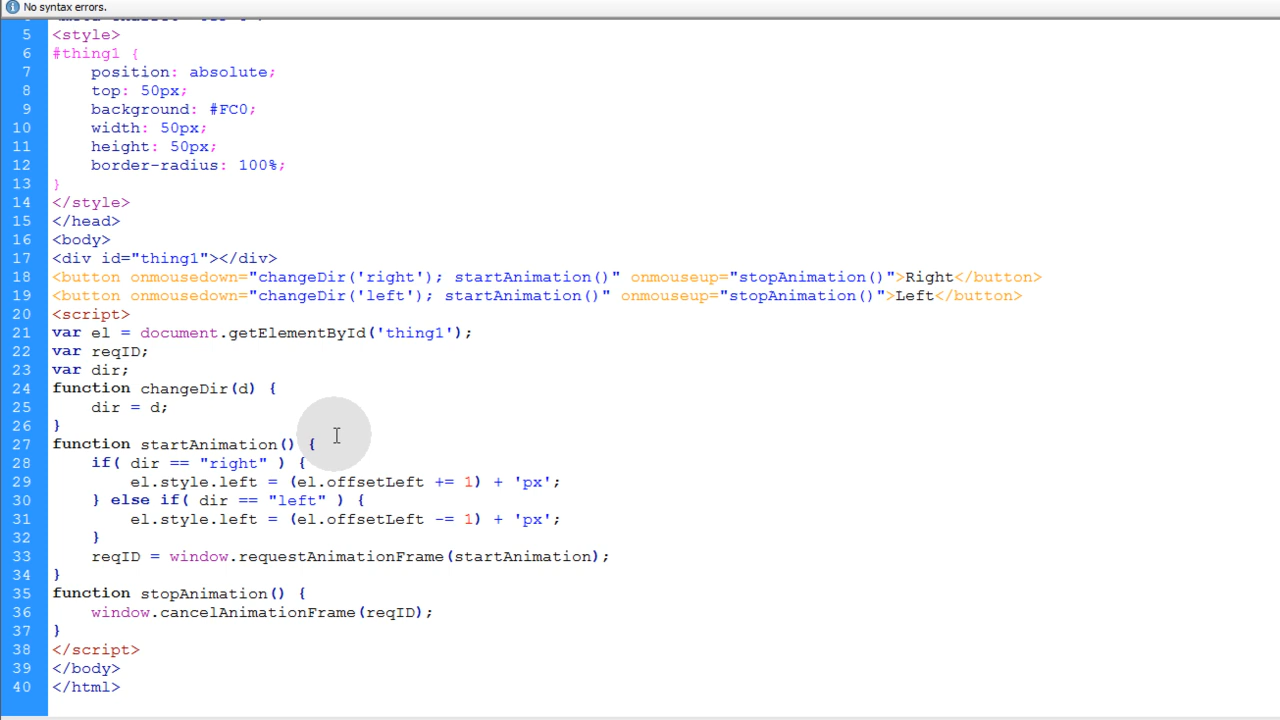 No syntax errors.
5 <style>
6 #thing1 {
7 position: absolute;
8 top: 50px;
9 background: #FC0;
10 width: 50px;
11 height: 50px;
12 border-radius: 100%;
13 }
14 </style>
15 </head>
16 <body>
17 <div id="thing1"></div>
18 <button onmousedown="changeDir('right'); startAnimation()" onmouseup="stopAnimation()">Right</button>
19 <button onmousedown="changeDir('left'); startAnimation()" onmouseup="stopAnimation()">Left</button>
20 <script>
21 var el = document.getElementById('thing1');
22 var reqID;
23 var dir;
24 function changeDir(d) {
25 dir = d;
26 }
27 function startAnimation() {
28 if( dir == "right" ) {
29 el.style.left = (el.offsetLeft += 1) + 'px';
30 } else if( dir == "left" ) {
31 el.style.left = (el.offsetLeft -= 1) + 'px';
32 }
33 reqID = window.requestAnimationFrame(startAnimation);
34 }
35 function stopAnimation() {
36 window.cancelAnimationFrame(reqID);
37 }
38 </script>
39 </body>
40 </html>